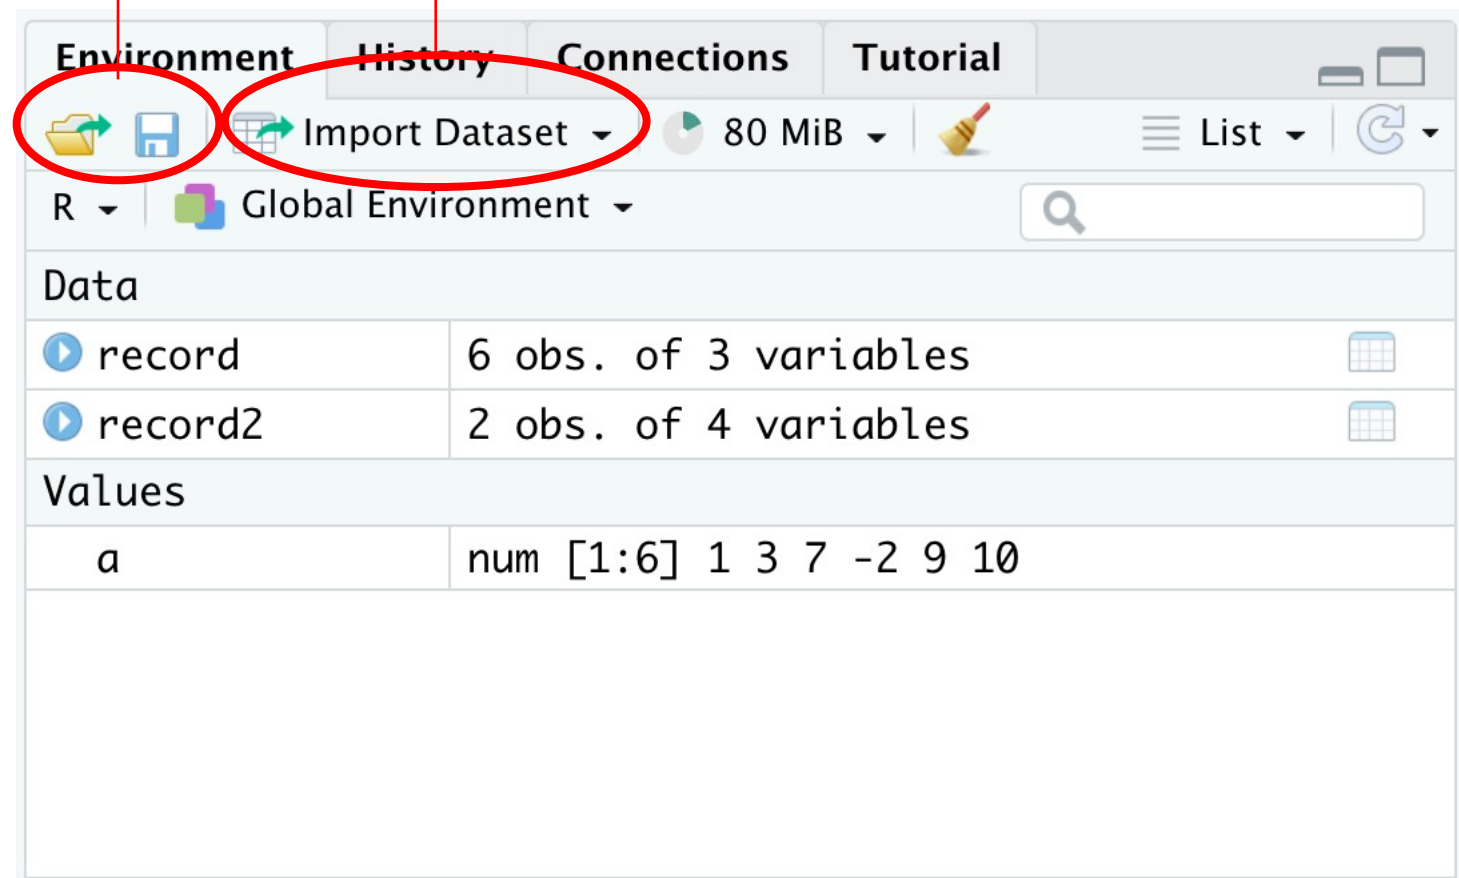 Environment History Connections Tutorial
Import Dataset 80 MiB List
R Global Environment
Data
record 6 obs. of 3 variables
record2 2 obs. of 4 variables
Values
a num [1:6] 1 3 7 -2 9 10